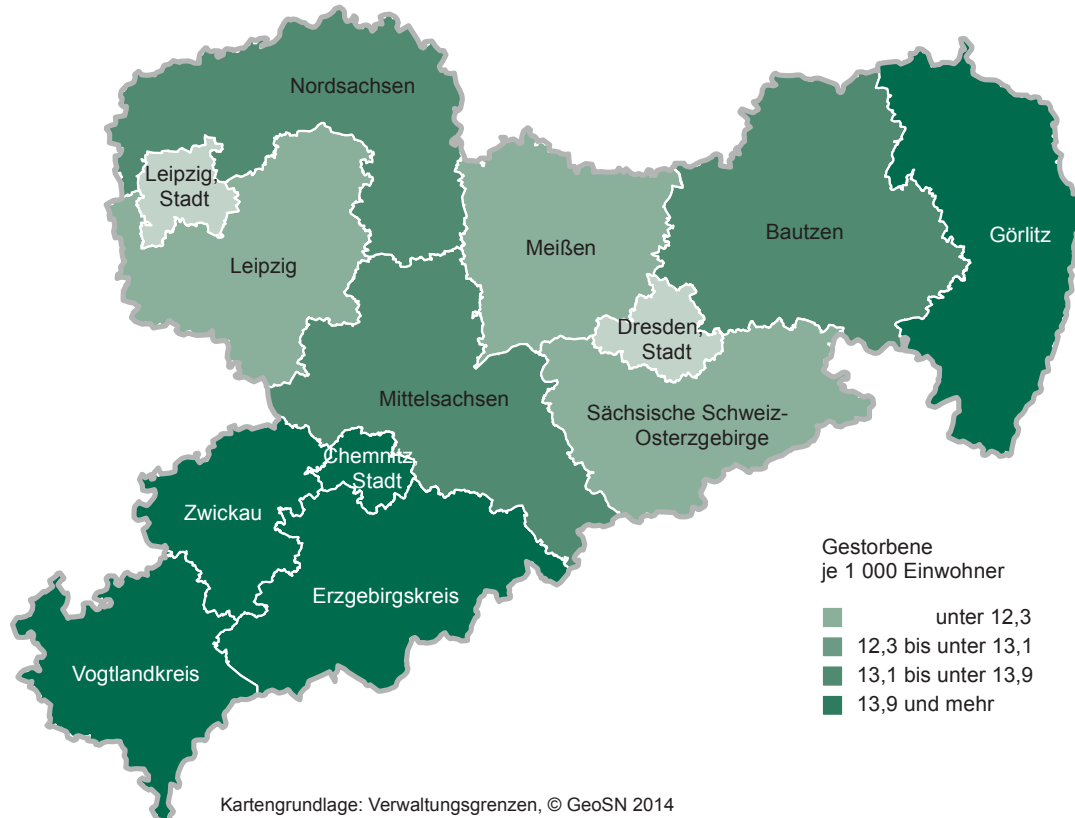 Nordsachsen
Leipzig,
Stadt
Leipzig
Meißen
Bautzen
Görlitz
Dresden,
Stadt
Mittelsachsen
Sächsische Schweiz-
Osterzgebirge
Chemnitz,
Stadt
Zwickau
Erzgebirgskreis
Vogtlandkreis
Gestorbene
je 1 000 Einwohner
unter 12,3
12,3 bis unter 13,1
13,1 bis unter 13,9
13,9 und mehr
Kartengrundlage: Verwaltungsgrenzen, © GeoSN 2014